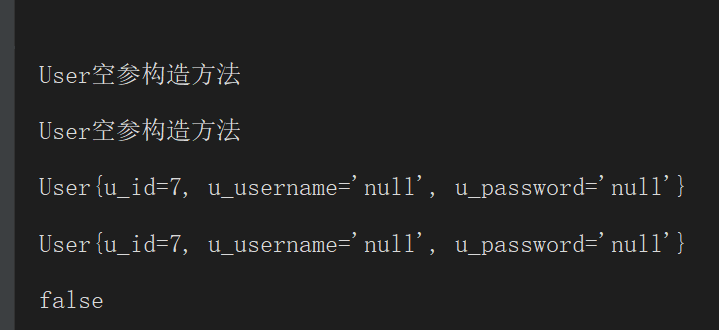 User空参构造方法
User空参构造方法
User{u_id=7, u_username='null', u_password='null'}
User{u_id=7, u_username='null', u_password='null'}
false